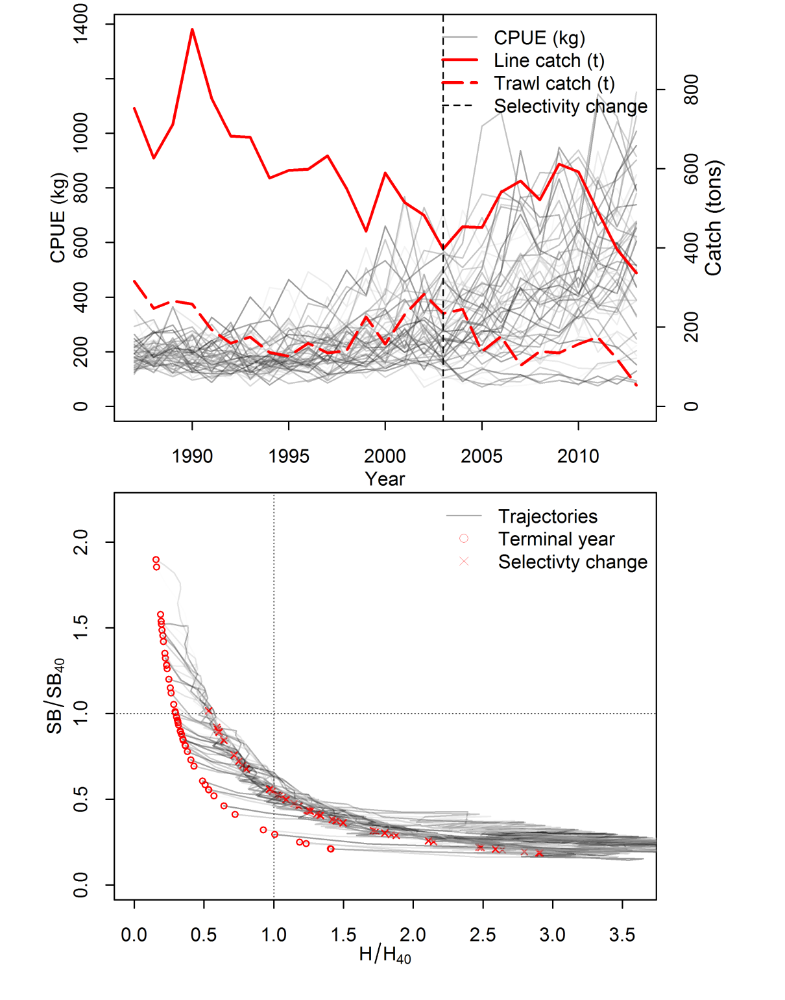 CPUE (kg)
Line catch (t)
Trawl catch (t)
Selectivity change
1400
1000
800
600
400
200
0
CPUE (kg)
800
600
400
200
0
Catch (tons)
1990 1995 2000 2005 2010
Year
Trajectories
Terminal year
Selectivty change
2.0
1.5
1.0
0.5
0.0
SB/SB40
0.0 0.5 1.0 1.5 2.0 2.5 3.0 3.5
H/H40